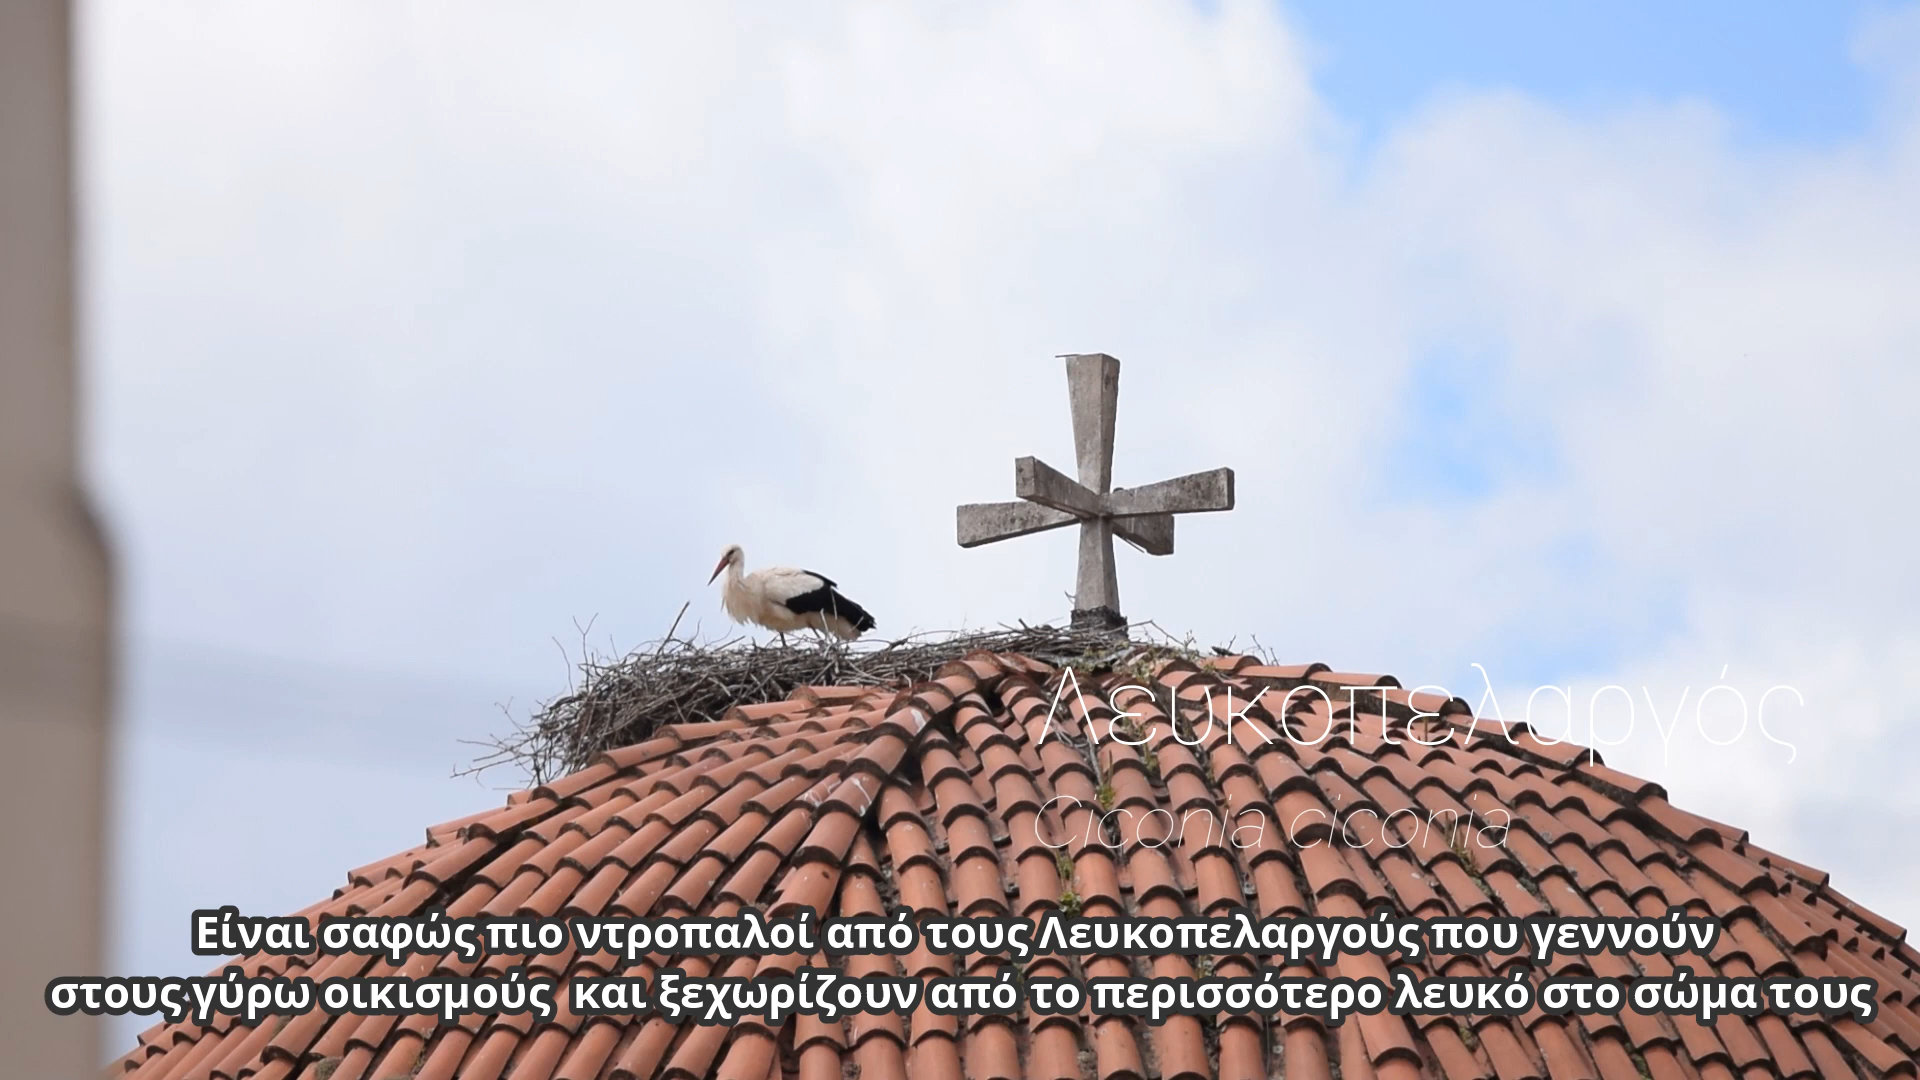 Λευκοπελαργός
Ciconia ciconia
Είναι σαφώς πιο ντροπαλοί από τους Λευκοπελαργούς που γεννούν
στους γύρω οικισμούς και ξεχωρίζουν από το περισσότερο λευκό στο σώμα τους